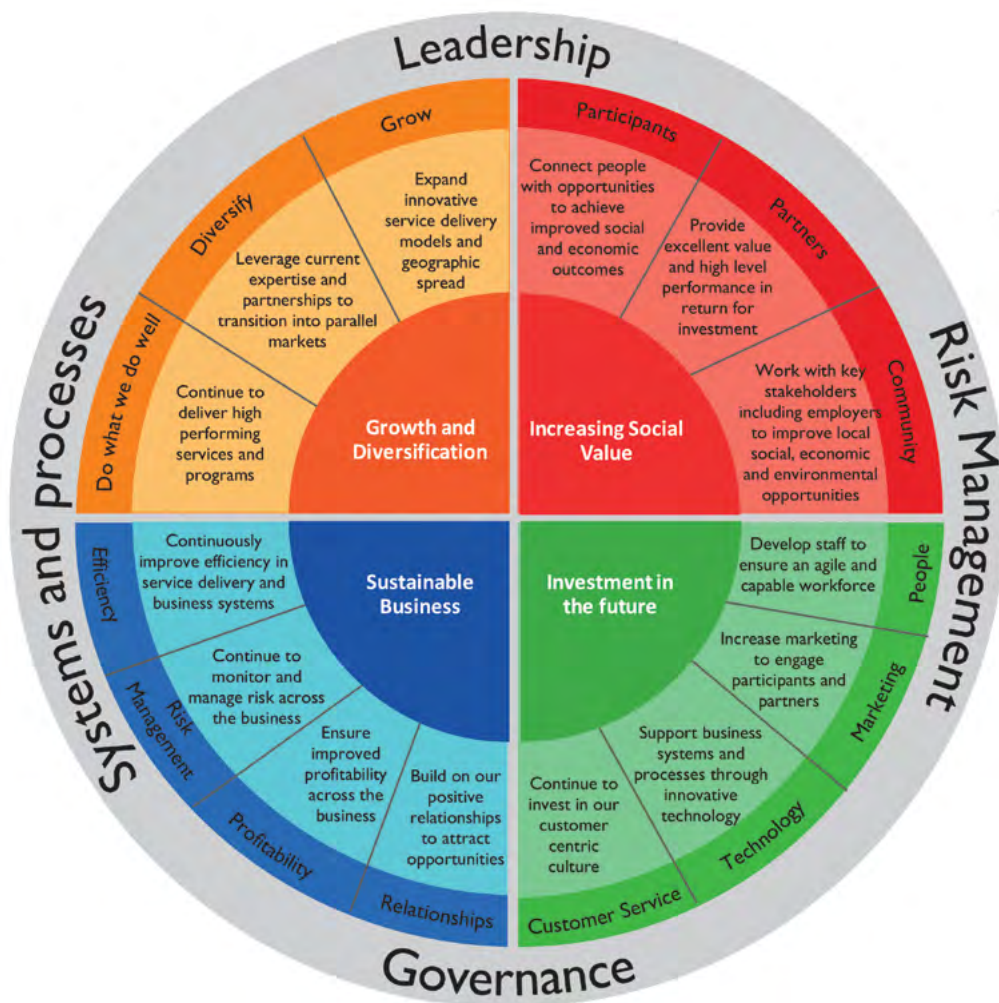 Leadership
Risk Management
Governance
Systems and processes
Do what we do well
Continue to
deliver high
performing
services and
programs
Diversify
Leverage current
expertise and
partnerships to
transition into parallel
markets
Grow
Expand
innovative
service delivery
models and
geographic
spread
Growth and
Diversification
Participants
Connect people
with opportunities
to achieve
improved social
and economic
outcomes
Partners
Provide
excellent value
and high level
performance in
return for
investment
Community
Work with key
stakeholders
including employers
to improve local
social, economic
and environmental
opportunities
Increasing Social
Value
People
Develop staff to
ensure an agile and
capable workforce
Marketing
Increase marketing
to engage
participants and
partners
Technology
Support business
systems and
processes through
innovative
technology
Customer Service
Continue to
invest in our
customer
centric
culture
Investment in
the future
Relationships
Build on our
positive
relationships
to attract
opportunities
Profitability
Ensure
improved
profitability
across the
business
Risk
Management
Continue to
monitor and
manage risk across
the business
Efficiency
Continuously
improve efficiency in
service delivery and
business systems
Sustainable
Business